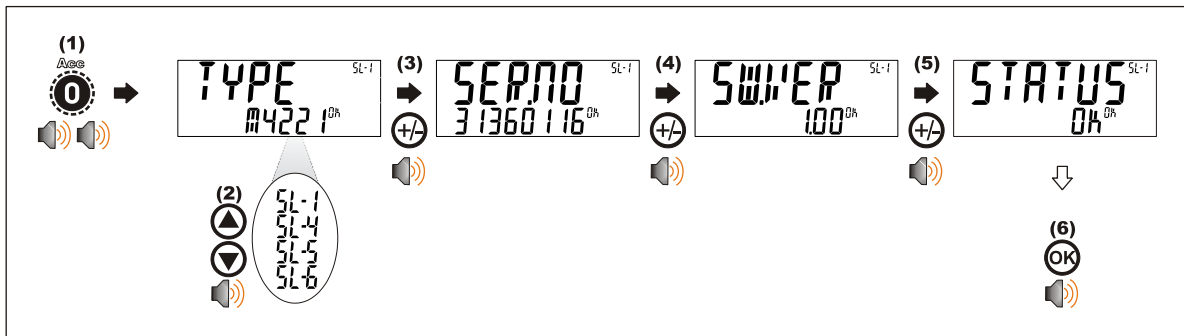 (1)
Acc
0
TYPE SL-1
M4221 OK
(2)
SL-1
SL-4
SL-5
SL-6
(3)
+/-
SER.NO SL-1
31360116 OK
(4)
+/-
SW.VER SL-1
1.00 OK
(5)
+/-
STATUS SL-1
OK
(6)
OK